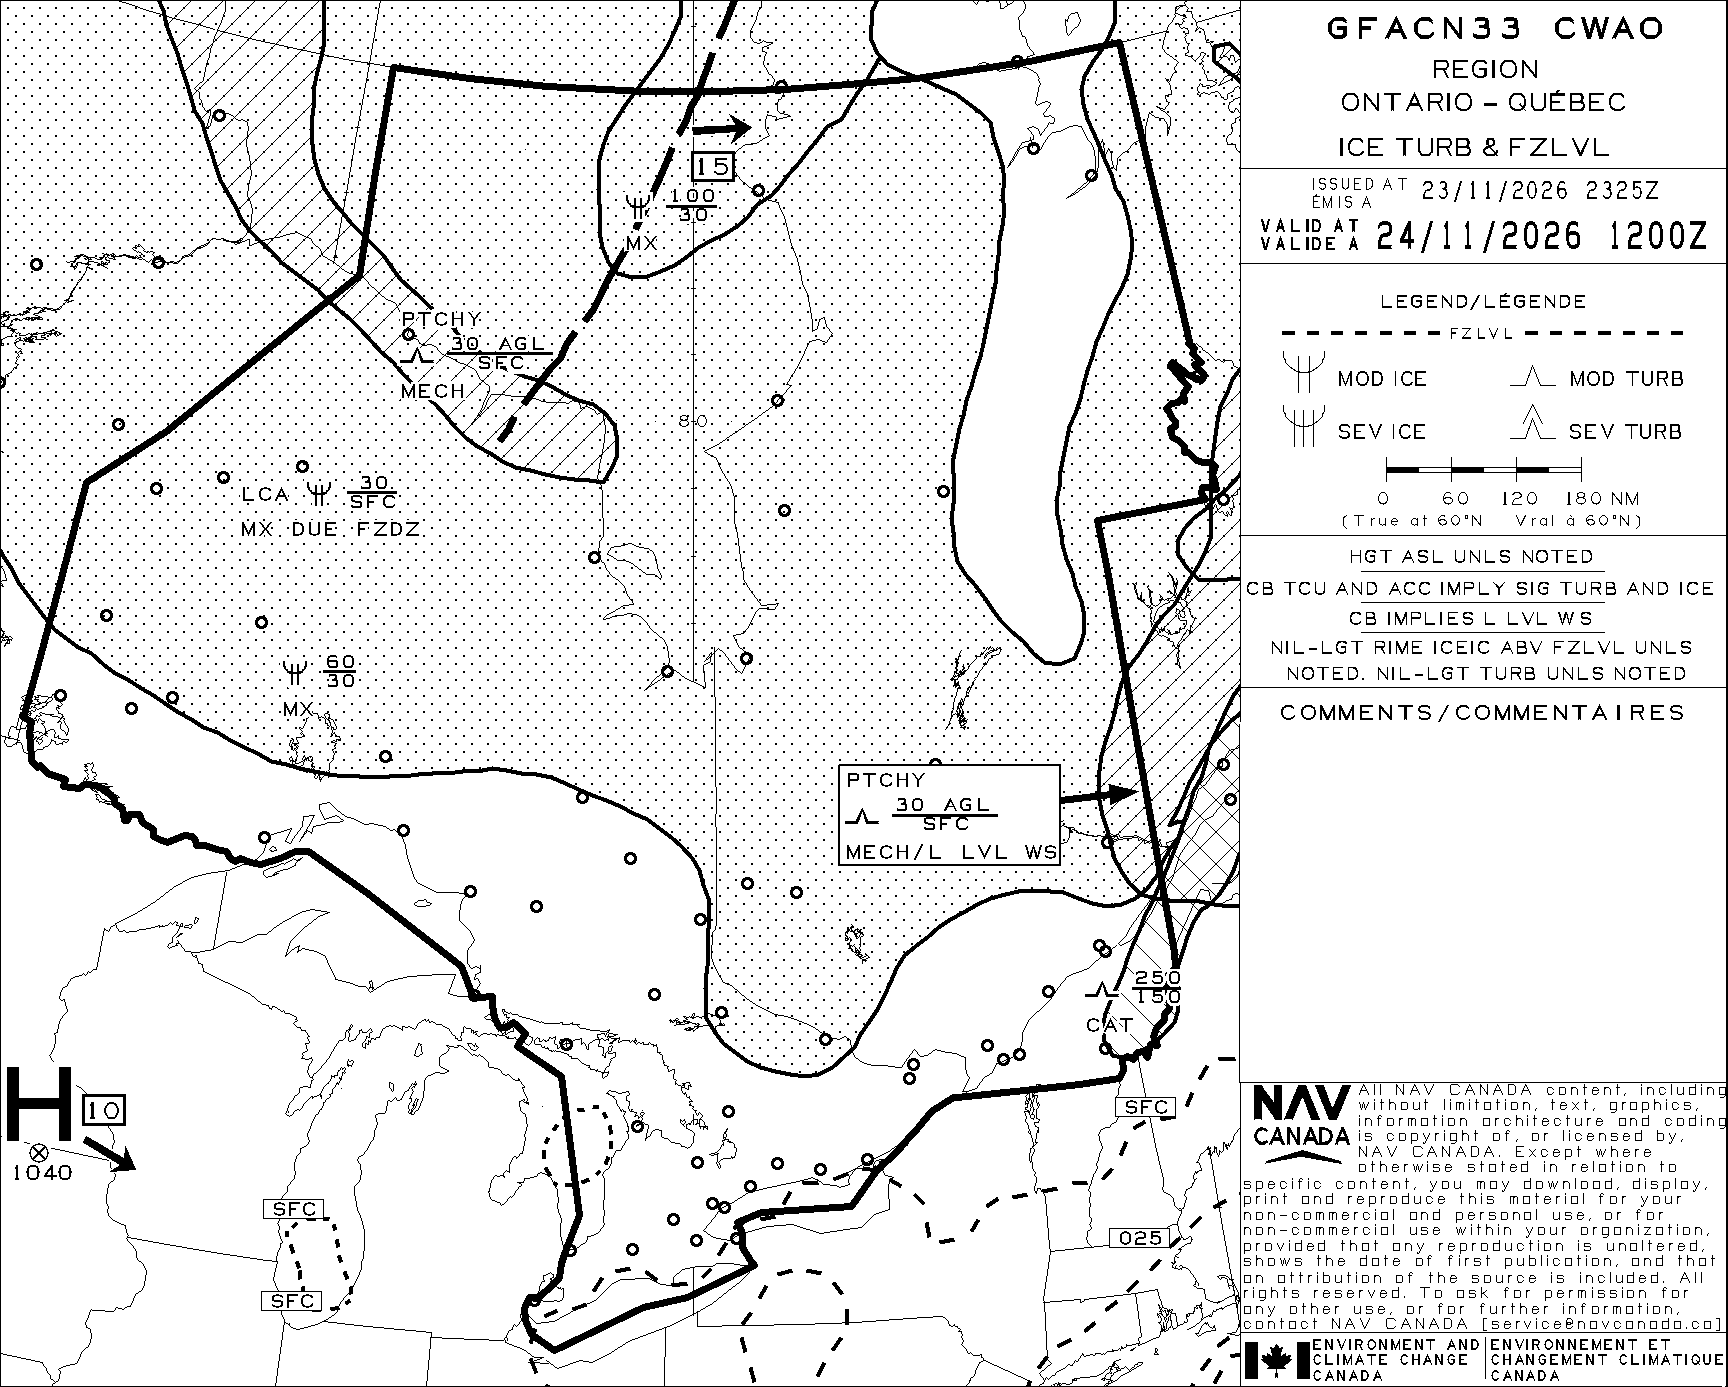 GFACN33 CWAO
REGION
ONTARIO – QUÉBEC
ICE TURB & FZLVL
ISSUED AT
ÉMIS A
23/11/2026 2325Z
VALID AT
VALIDE A
24/11/2026 1200Z
LEGEND/LÉGENDE
FZLVL
MOD ICE
MOD TURB
SEV ICE
SEV TURB
0 60 120 180 NM
(True at 60°N Vrai à 60°N)
HGT ASL UNLS NOTED
CB TCU AND ACC IMPLY SIG TURB AND ICE
CB IMPLIES L LVL WS
NIL-LGT RIME ICEIC ABV FZLVL UNLS
NOTED. NIL-LGT TURB UNLS NOTED
COMMENTS/COMMENTAIRES
15
100
30
MX
PTCHY
30 AGL
SFC
MECH
80
LCA
30
SFC
MX DUE FZDZ
60
30
MX
PTCHY
30 AGL
SFC
MECH/L LVL WS
250
150
CAT
H
10
1040
SFC
SFC
SFC
025
NAV
CANADA
All NAV CANADA content, including
without limitation, text, graphics,
information architecture and coding
is copyright of, or licensed by,
NAV CANADA. Except where
otherwise stated in relation to
specific content, you may download, display,
print and reproduce this material for your
non-commercial and personal use, or for
non-commercial use within your organization,
provided that any reproduction is unaltered,
shows the date of first publication, and that
an attribution of the source is included. All
rights reserved. To ask for permission for
any other use, or for further information,
contact NAV CANADA [service@navcanada.ca]
ENVIRONMENT AND
CLIMATE CHANGE
CANADA
ENVIRONNEMENT ET
CHANGEMENT CLIMATIQUE
CANADA